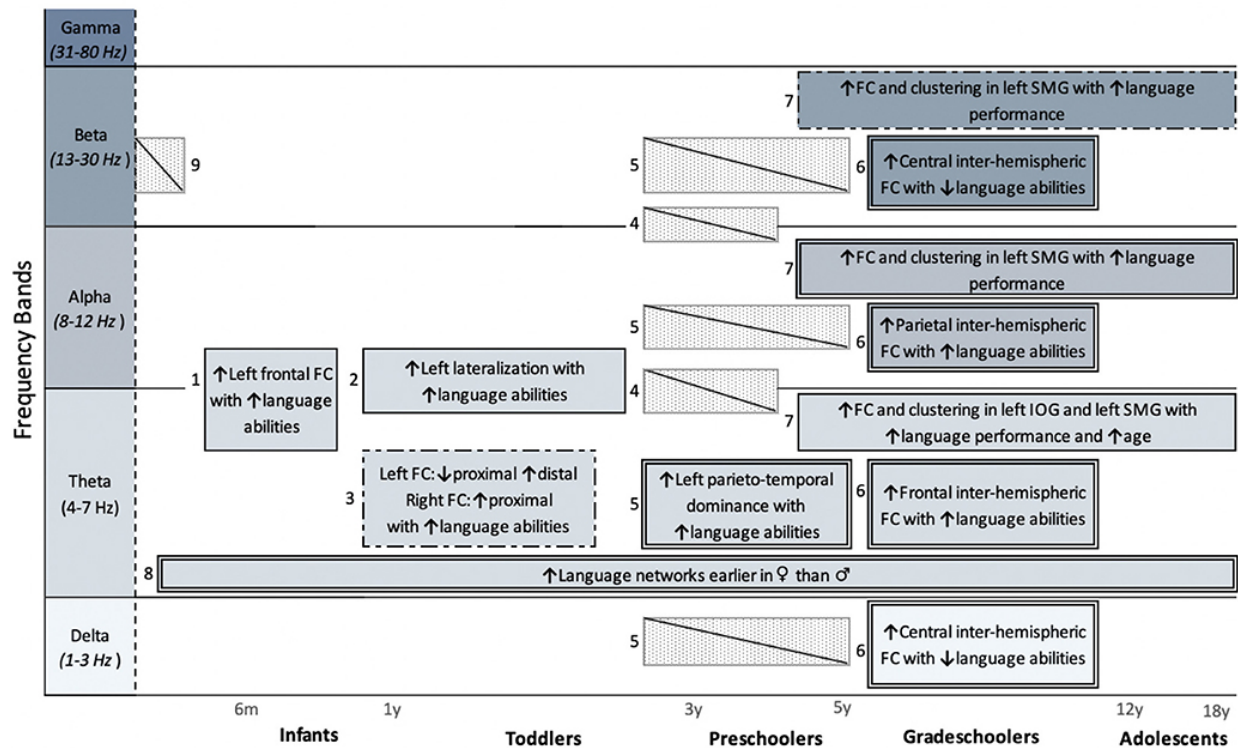 Frequency Bands
Gamma
(31-80 Hz)
Beta
(13-30 Hz )
Alpha
(8-12 Hz )
Theta
(4-7 Hz)
Delta
(1-3 Hz )
7
↑FC and clustering in left SMG with ↑language
performance
9
5
6
↑Central inter-hemispheric
FC with ↓language abilities
4
7
↑FC and clustering in left SMG with ↑language
performance
5
6
↑Parietal inter-hemispheric
FC with ↑language abilities
1
↑Left frontal FC
with ↑language
abilities
2
↑Left lateralization with
↑language abilities
4
7
↑FC and clustering in left IOG and left SMG with
↑language performance and ↑age
3
Left FC:↓proximal ↑distal
Right FC:↑proximal
with ↑language abilities
5
↑Left parieto-temporal
dominance with
↑language abilities
6
↑Frontal inter-hemispheric
FC with ↑language abilities
8
↑Language networks earlier in ♀ than ♂
5
6
↑Central inter-hemispheric
FC with ↓language abilities
6m 1y 3y 5y 12y 18y
Infants Toddlers Preschoolers Gradeschoolers Adolescents